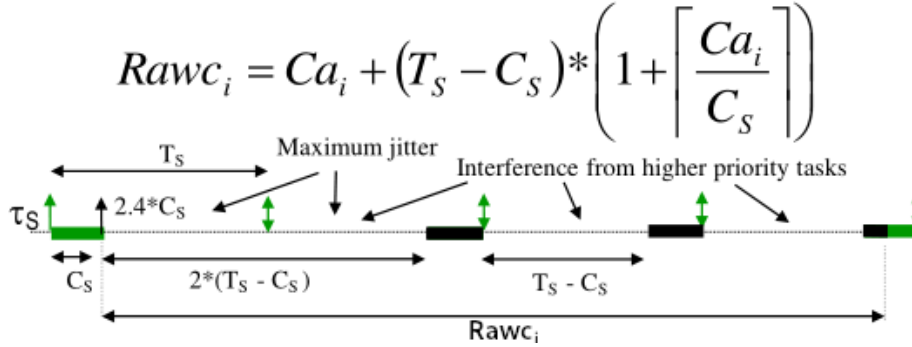 Rawc_i = Ca_i + (T_S − C_S) * (1 + ⌈Ca_i / C_S⌉)
Maximum jitter
T_S
Interference from higher priority tasks
τ_S
2.4*C_S
C_S
2*(T_S - C_S)
T_S - C_S
Rawc_i